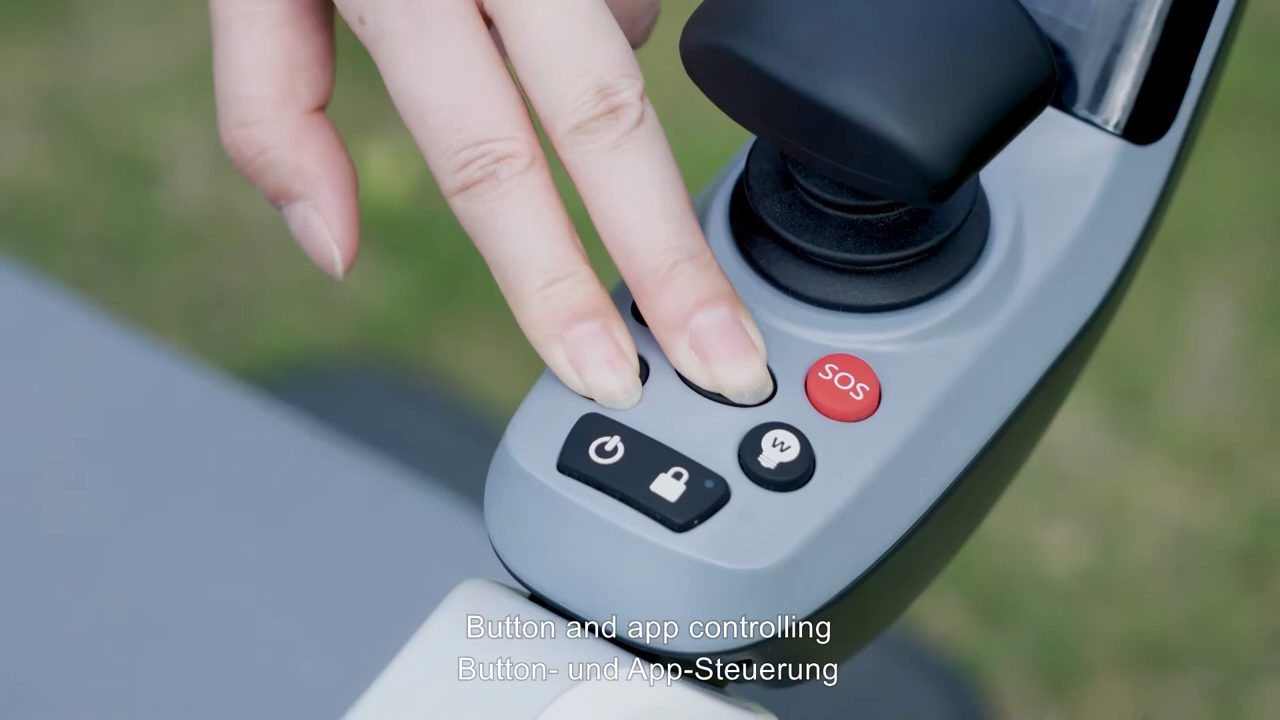 SOS
W
Button and app controlling
Button- und App-Steuerung